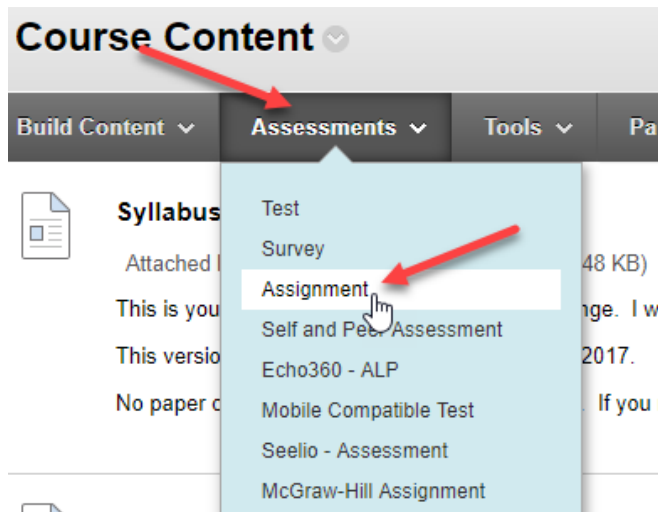 Course Content
Build Content Assessments Tools Pa
Syllabus
Attached
This is you
This versio
No paper
Test
Survey
Assignment
Self and Peer Assessment
Echo360 - ALP
Mobile Compatible Test
Seelio - Assessment
McGraw-Hill Assignment
48 KB)
nge. I w
2017.
. If you